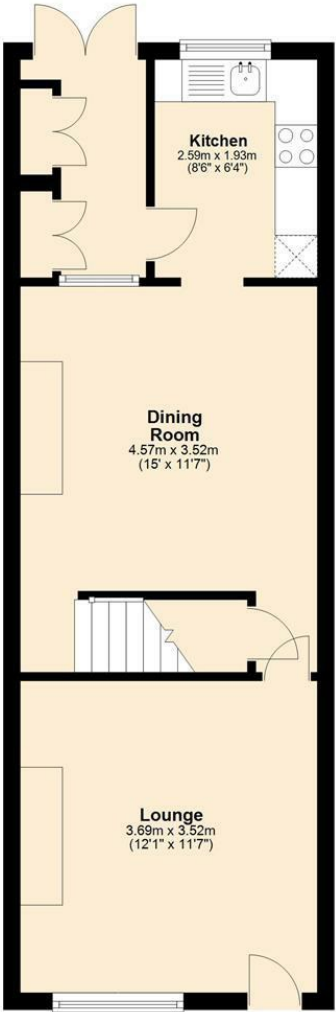 Kitchen
2.59m x 1.93m
(8'6" x 6'4")
Dining
Room
4.57m x 3.52m
(15' x 11'7")
Lounge
3.69m x 3.52m
(12'1" x 11'7")